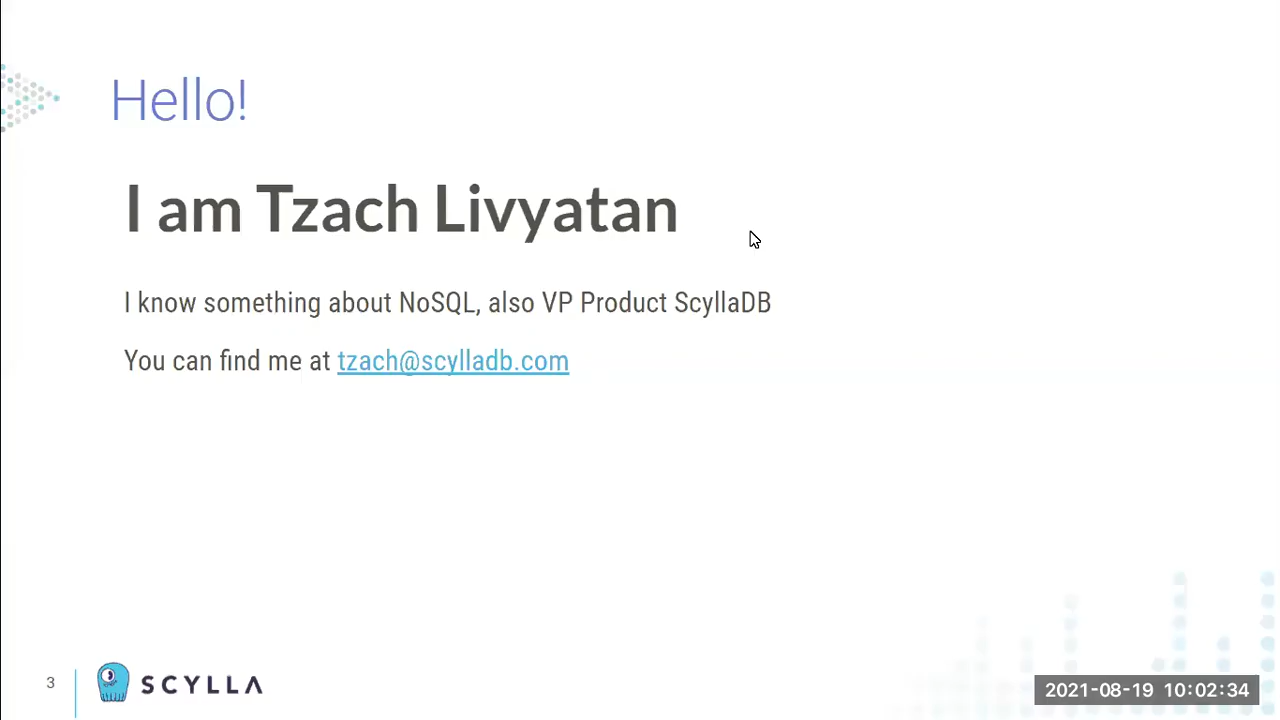 Hello!
I am Tzach Livyatan
I know something about NoSQL, also VP Product ScyllaDB
You can find me at tzach@scylladb.com
3
SCYLLA
2021-08-19 10:02:34